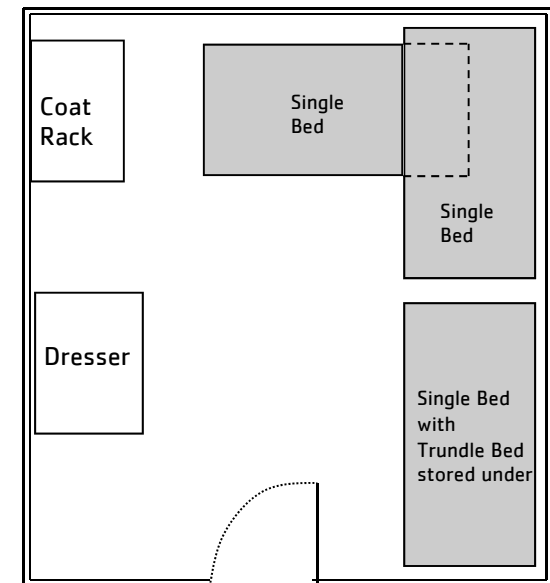 Coat
Rack
Single
Bed
Single
Bed
Dresser
Single Bed
with
Trundle Bed
stored under